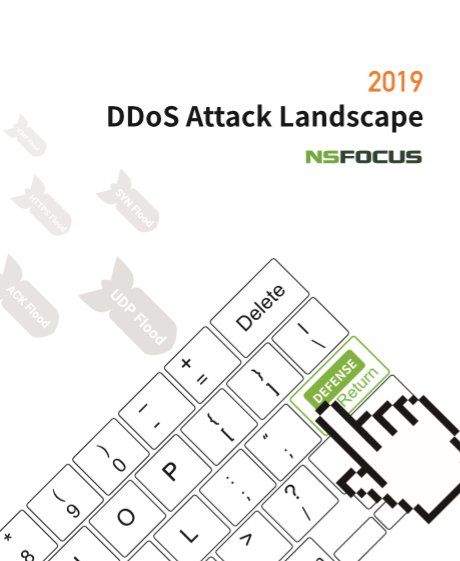 2019
DDoS Attack Landscape
NSFOCUS
HTTPS Flood
SYN Flood
ACK Flood
UDP Flood
Delete
+
=
|
\
DEFENSE
Return
}
]
_
-
{
[
"
'
)
0
P
:
;
?
/
(
9
O
L
>
*
8